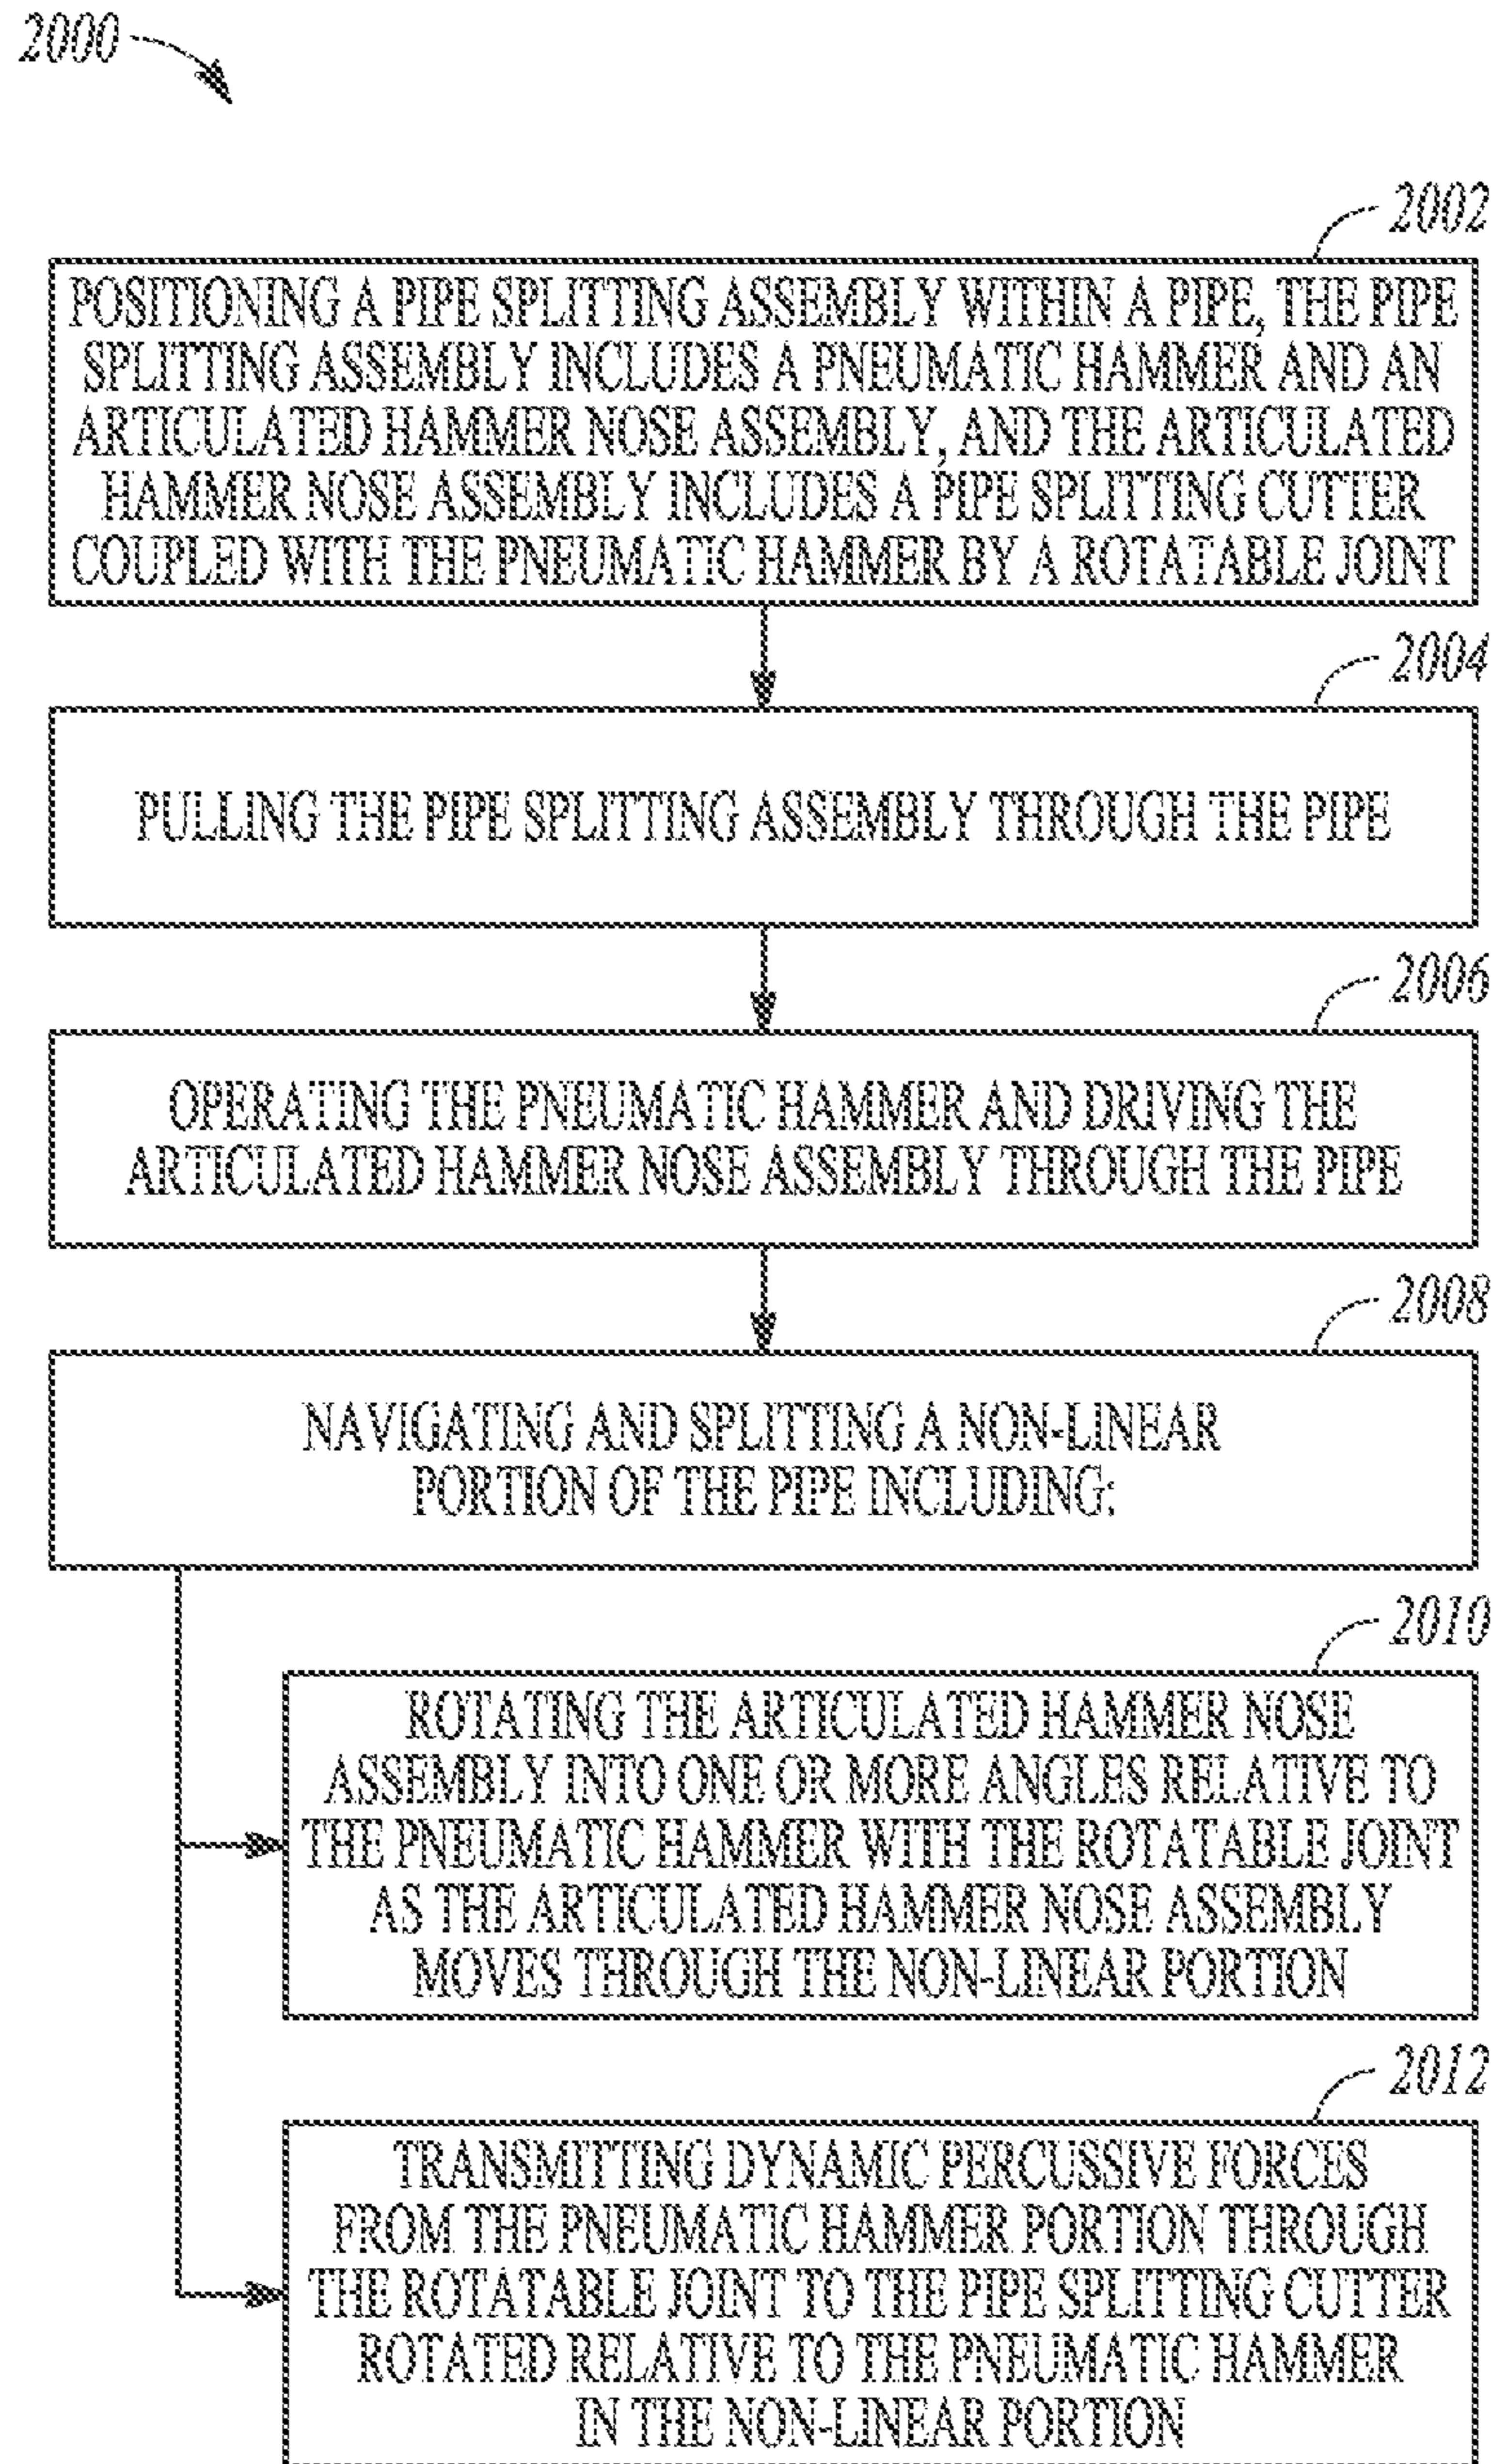 2000
2002
POSITIONING A PIPE SPLITTING ASSEMBLY WITHIN A PIPE, THE PIPE
SPLITTING ASSEMBLY INCLUDES A PNEUMATIC HAMMER AND AN
ARTICULATED HAMMER NOSE ASSEMBLY, AND THE ARTICULATED
HAMMER NOSE ASSEMBLY INCLUDES A PIPE SPLITTING CUTTER
COUPLED WITH THE PNEUMATIC HAMMER BY A ROTATABLE JOINT
2004
PULLING THE PIPE SPLITTING ASSEMBLY THROUGH THE PIPE
2006
OPERATING THE PNEUMATIC HAMMER AND DRIVING THE
ARTICULATED HAMMER NOSE ASSEMBLY THROUGH THE PIPE
2008
NAVIGATING AND SPLITTING A NON-LINEAR
PORTION OF THE PIPE INCLUDING:
2010
ROTATING THE ARTICULATED HAMMER NOSE
ASSEMBLY INTO ONE OR MORE ANGLES RELATIVE TO
THE PNEUMATIC HAMMER WITH THE ROTATABLE JOINT
AS THE ARTICULATED HAMMER NOSE ASSEMBLY
MOVES THROUGH THE NON-LINEAR PORTION
2012
TRANSMITTING DYNAMIC PERCUSSIVE FORCES
FROM THE PNEUMATIC HAMMER PORTION THROUGH
THE ROTATABLE JOINT TO THE PIPE SPLITTING CUTTER
ROTATED RELATIVE TO THE PNEUMATIC HAMMER
IN THE NON-LINEAR PORTION